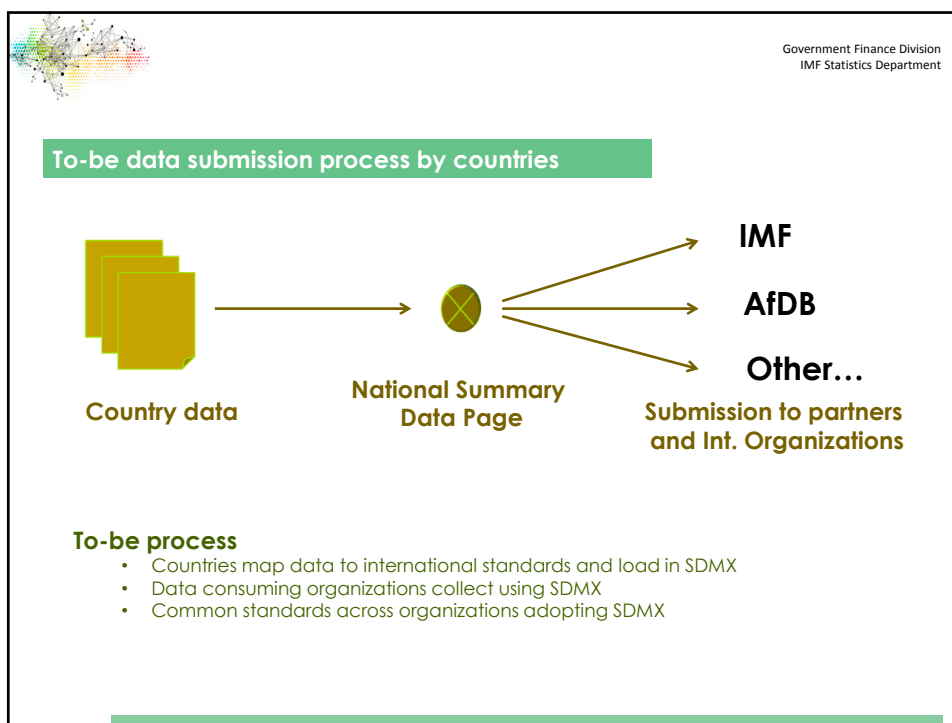 Government Finance Division
IMF Statistics Department
To-be data submission process by countries
IMF
AfDB
Other…
Country data
National Summary
Data Page
Submission to partners
and Int. Organizations
To-be process
• Countries map data to international standards and load in SDMX
• Data consuming organizations collect using SDMX
• Common standards across organizations adopting SDMX